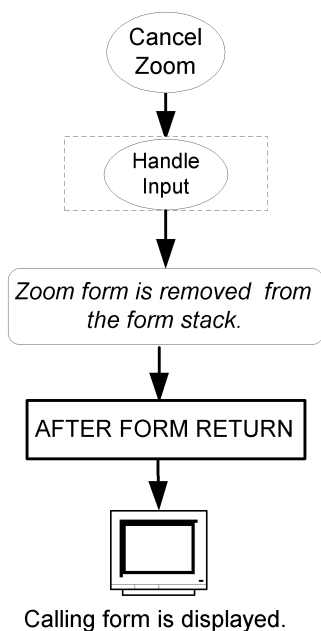 Cancel
Zoom
Handle
Input
Zoom form is removed from
the form stack.
AFTER FORM RETURN
Calling form is displayed.